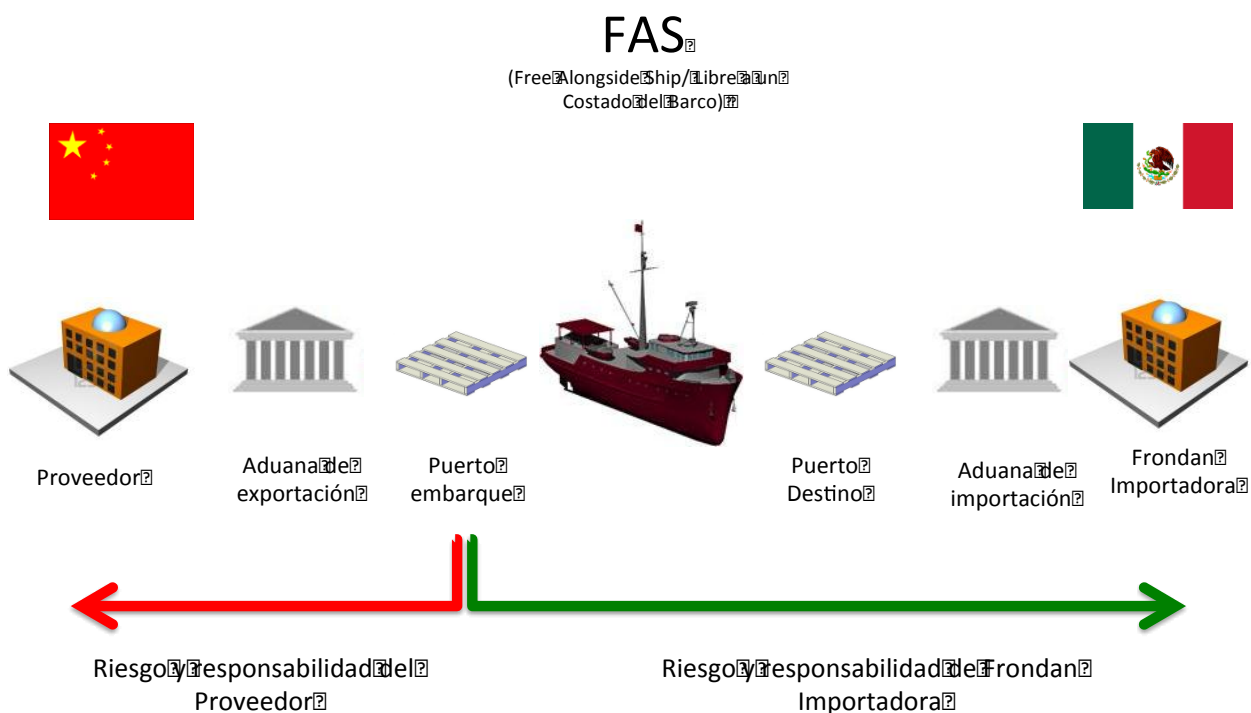 FAS
(Free Alongside Ship/ Libre a un
Costado del Barco)
Proveedor
Aduana de
exportación
Puerto
embarque
Puerto
Destino
Aduana de
importación
Frondan
Importadora
Riesgo y responsabilidad del
Proveedor
Riesgo y responsabilidad de Frondan
Importadora